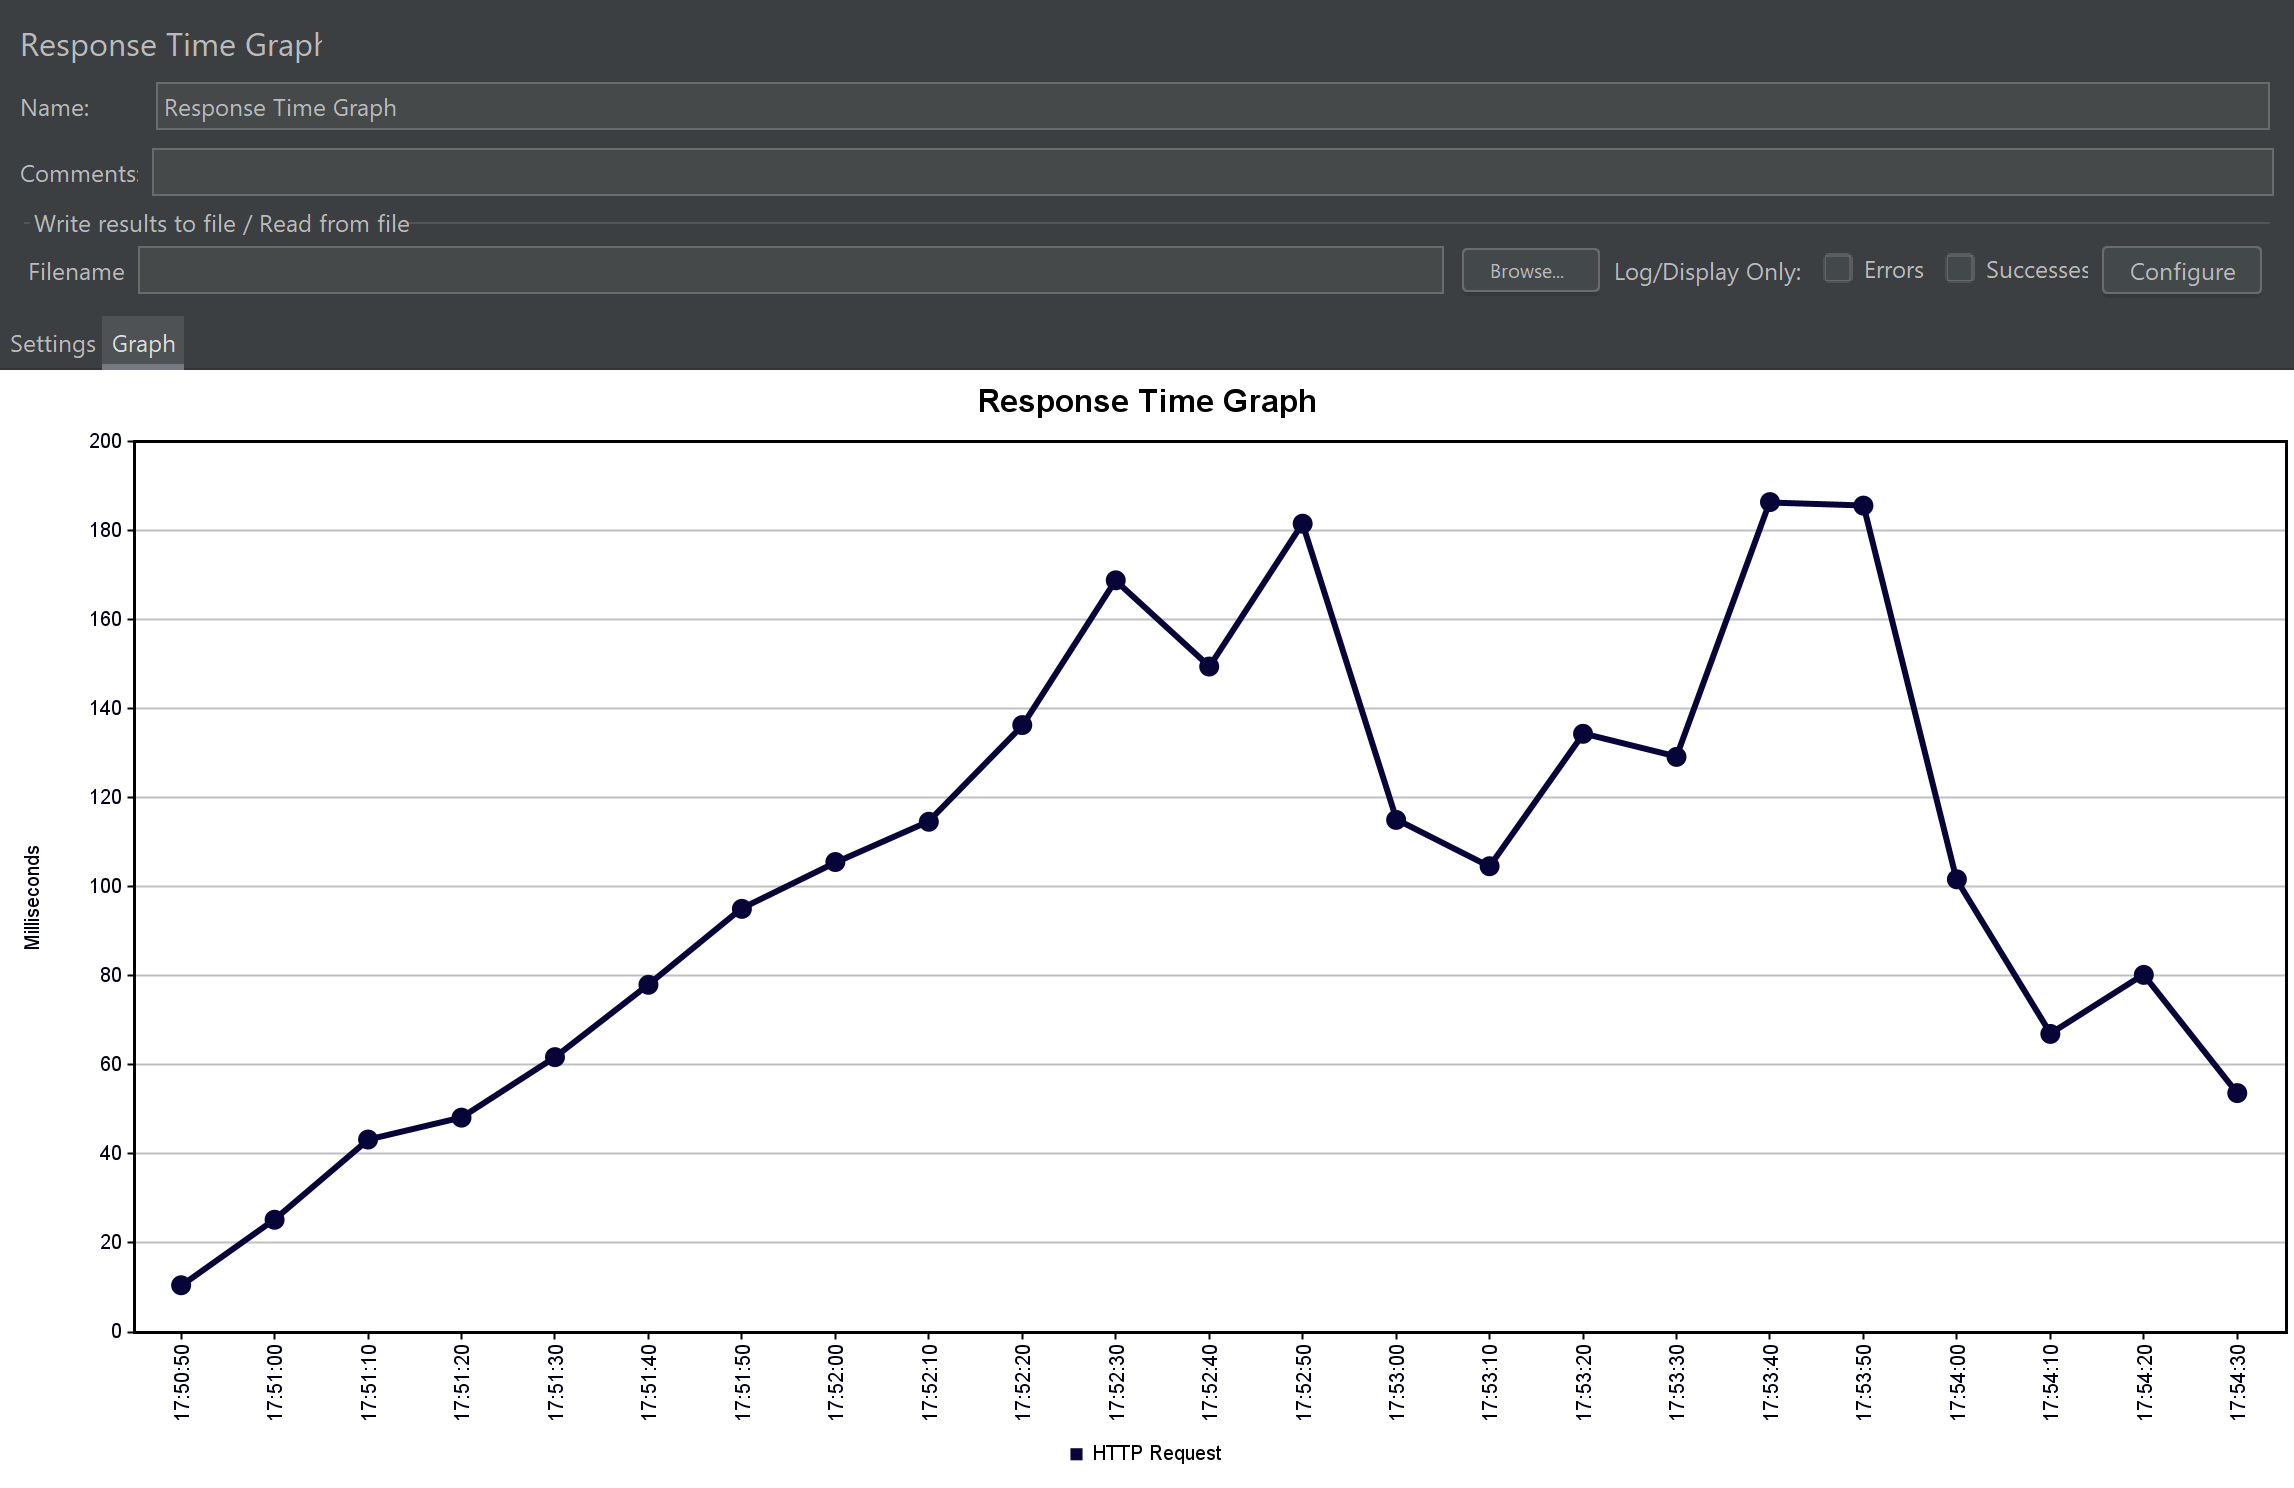 Response Time Graph
Name: Response Time Graph
Comments:
Write results to file / Read from file
Filename Browse... Log/Display Only: Errors Successes Configure
Settings Graph
Response Time Graph
200
180
160
140
120
100
80
60
40
20
0
Milliseconds
17:50:50 17:51:00 17:51:10 17:51:20 17:51:30 17:51:40 17:51:50 17:52:00 17:52:10 17:52:20 17:52:30 17:52:40 17:52:50 17:53:00 17:53:10 17:53:20 17:53:30 17:53:40 17:53:50 17:54:00 17:54:10 17:54:20 17:54:30
HTTP Request